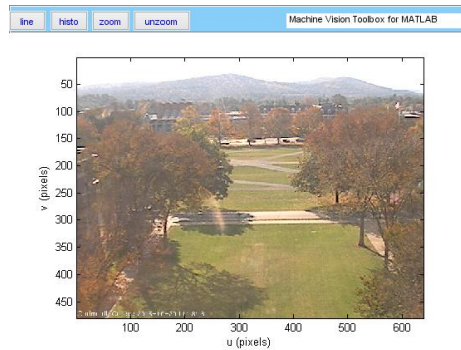 line histo zoom unzoom Machine Vision Toolbox for MATLAB
50
100
150
200
250
300
350
400
450
v (pixels)
100 200 300 400 500 600
u (pixels)